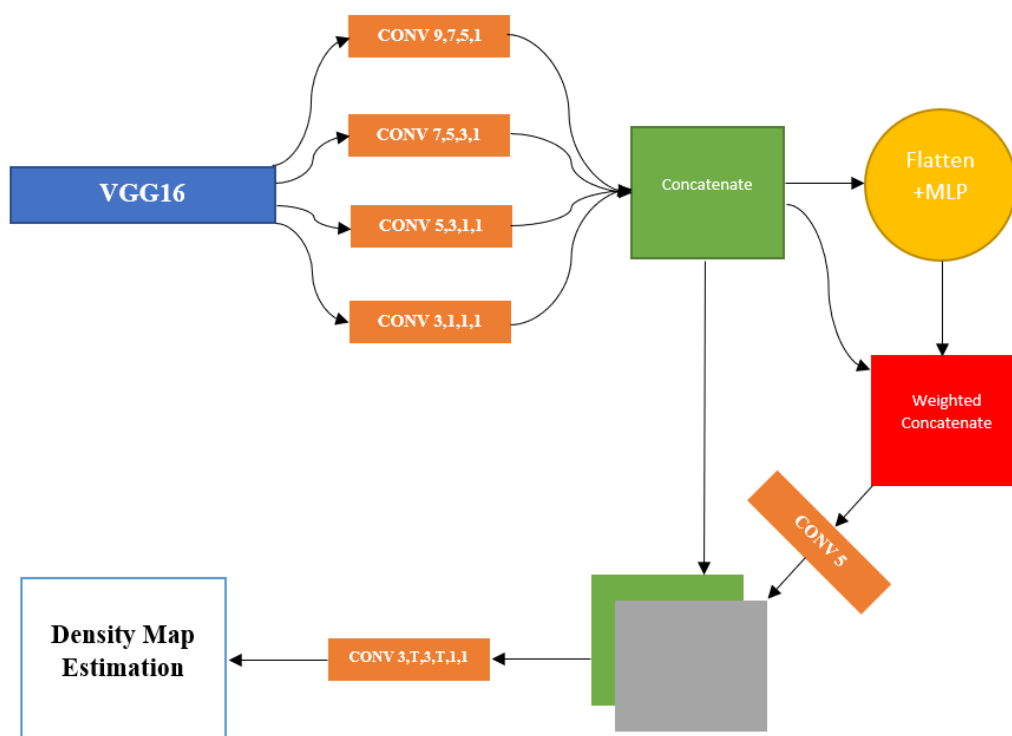 CONV 9,7,5,1
CONV 7,5,3,1
VGG16
CONV 5,3,1,1
CONV 3,1,1,1
Concatenate
Flatten
+MLP
Weighted
Concatenate
CONV 5
CONV 3,T,3,T,1,1
Density Map
Estimation